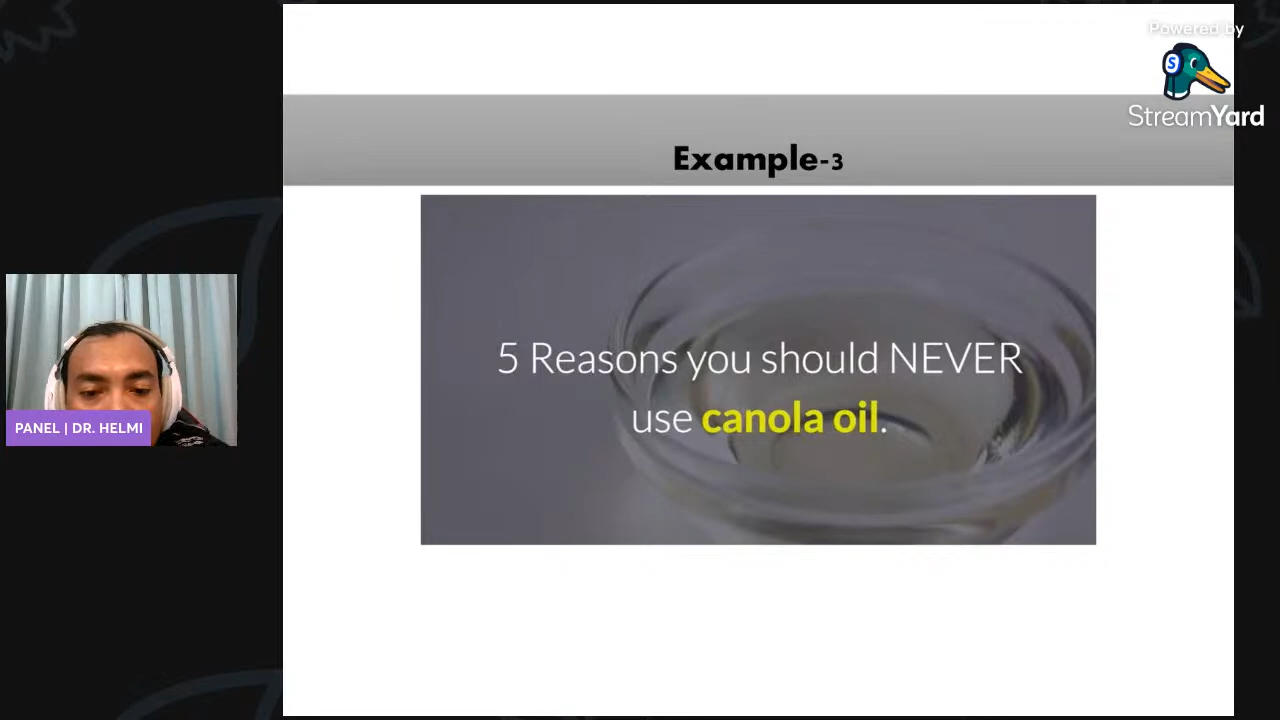 Powered by
StreamYard
Example-3
5 Reasons you should NEVER
use canola oil.
PANEL | DR. HELMI